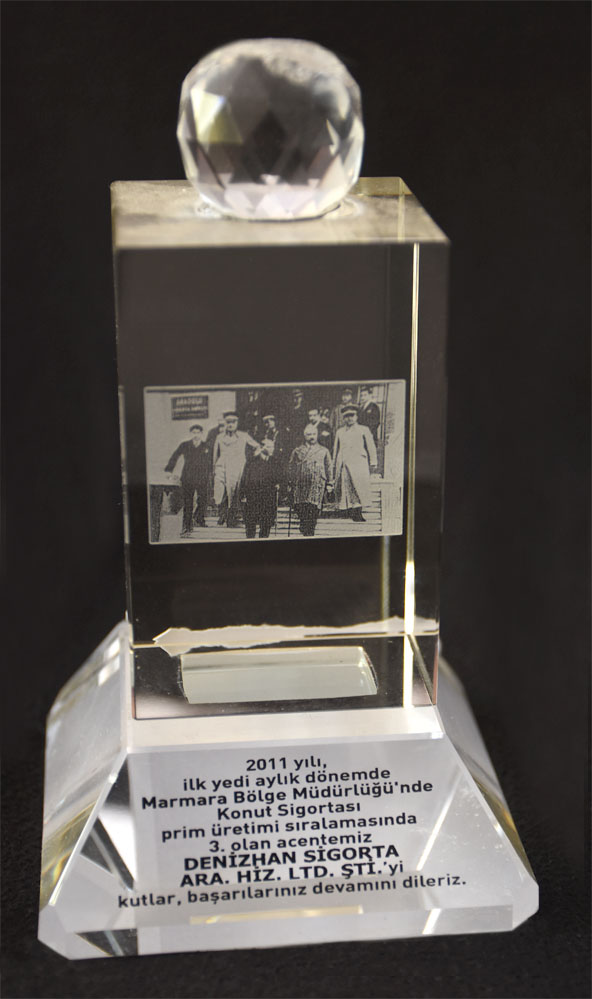 2011 yılı,
ilk yedi aylık dönemde
Marmara Bölge Müdürlüğü'nde
Konut Sigortası
prim üretimi sıralamasında
3. olan acentemiz
DENİZHAN SİGORTA
ARA. HİZ. LTD. ŞTİ.'yi
kutlar, başarılarınız devamını dileriz.